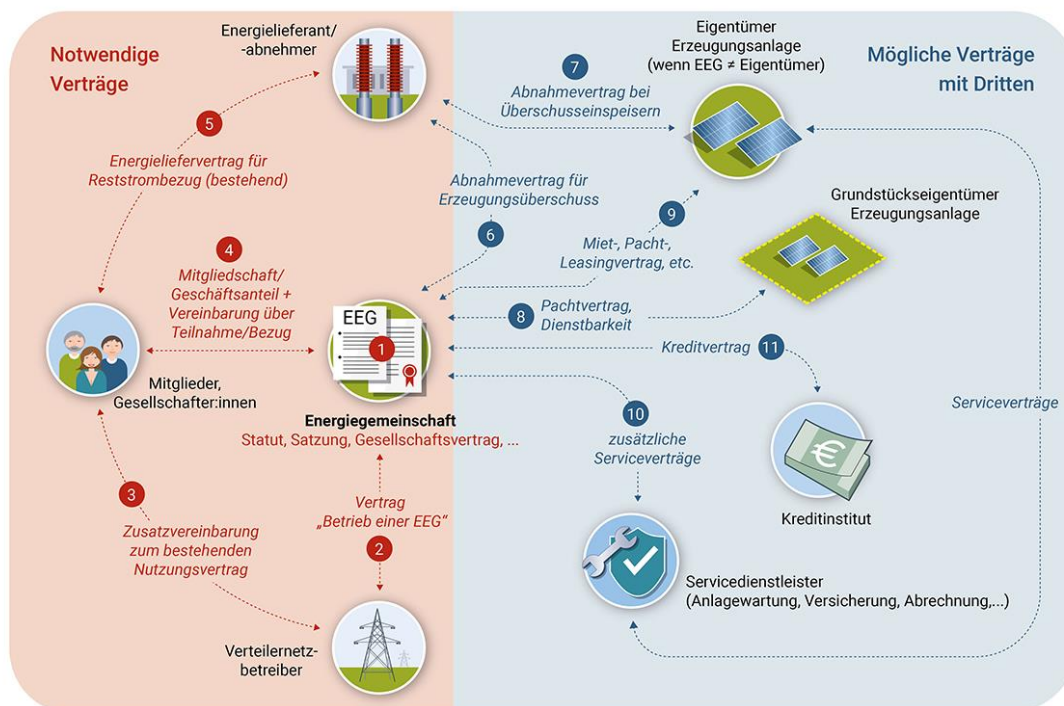 Notwendige
Verträge
Energielieferant/
-abnehmer
Eigentümer
Erzeugungsanlage
(wenn EEG ≠ Eigentümer)
Mögliche Verträge
mit Dritten
7
Abnahmevertrag bei
Überschusseinspeisern
5
Energieliefervertrag für
Reststrombezug (bestehend)
Abnahmevertrag für
Erzeugungsüberschuss
6
9
Miet-, Pacht-,
Leasingvertrag, etc.
Grundstückseigentümer
Erzeugungsanlage
4
Mitgliedschaft/
Geschäftsanteil +
Vereinbarung über
Teilnahme/Bezug
EEG
1
8
Pachtvertrag,
Dienstbarkeit
Kreditvertrag
11
Mitglieder,
Gesellschafter:innen
Energiegemeinschaft
Statut, Satzung, Gesellschaftsvertrag, ...
10
zusätzliche
Serviceverträge
Serviceverträge
€
Kreditinstitut
3
Zusatzvereinbarung
zum bestehenden
Nutzungsvertrag
Vertrag
„Betrieb einer EEG“
2
Servicedienstleister
(Anlagewartung, Versicherung, Abrechnung,...)
Verteilernetz-
betreiber